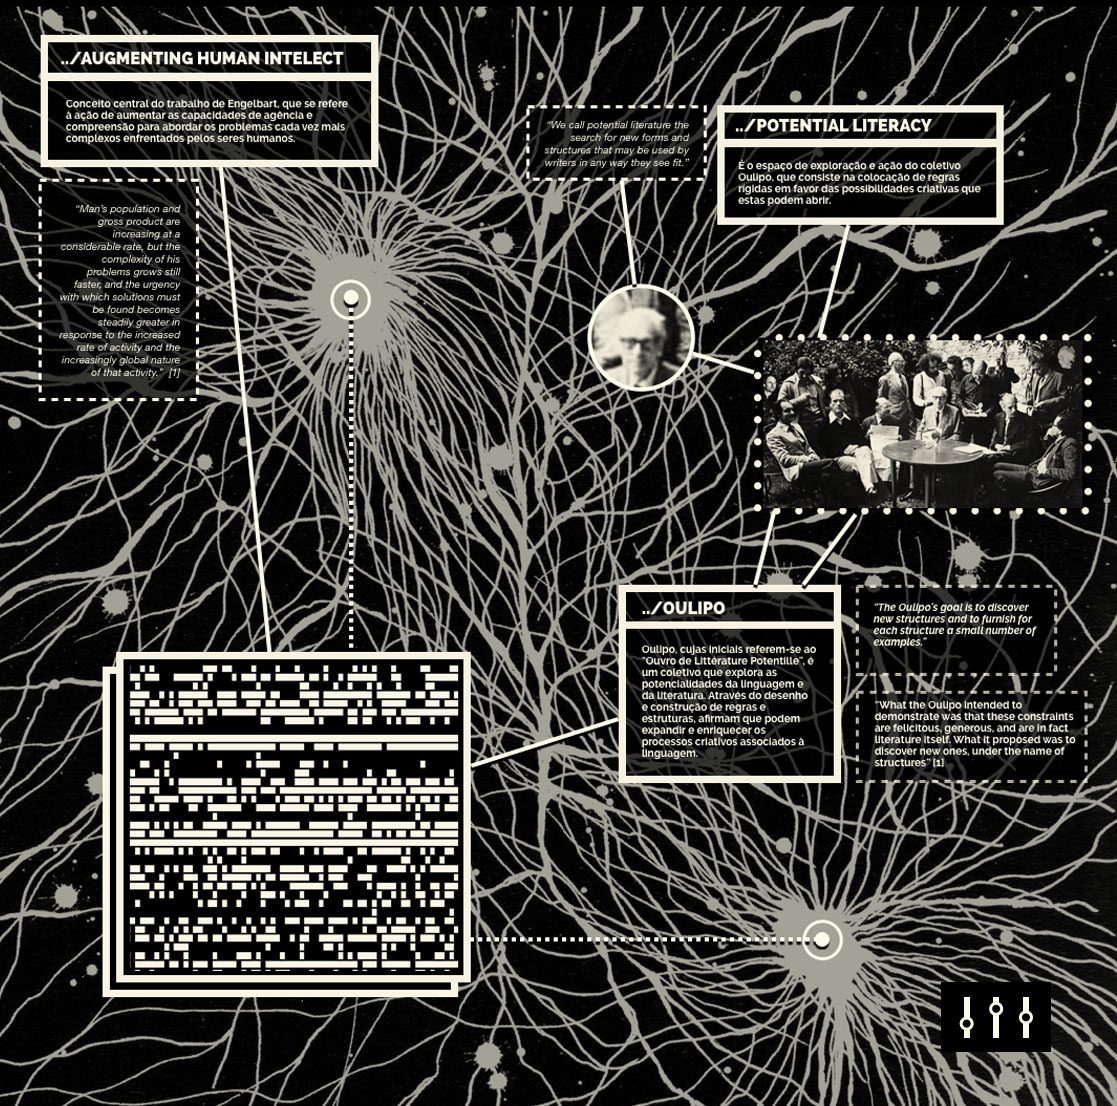 ../AUGMENTING HUMAN INTELECT
Conceito central do trabalho de Engelbart, que se refere
à ação de aumentar as capacidades de agência e
compreensão para abordar os problemas cada vez mais
complexos enfrentados pelos seres humanos.
“Man’s population and
gross product are
increasing at a
considerable rate, but the
complexity of his
problems grows still
faster, and the urgency
with which solutions must
be found becomes
steadily greater in
response to the increased
rate of activity and the
increasingly global nature
of that activity.” [1]
“We call potential literature the
search for new forms and
structures that may be used by
writers in any way they see fit.”
../POTENTIAL LITERACY
É o espaço de exploração e ação do coletivo
Oulipo, que consiste na colocação de regras
rígidas em favor das possibilidades criativas que
estas podem abrir.
../OULIPO
Oulipo, cujas iniciais referem-se ao
"Ouvro de Littérature Potentille", é
um coletivo que explora as
potencialidades da linguagem e
da literatura. Através do desenho
e construção de regras e
estruturas, afirmam que podem
expandir e enriquecer os
processos criativos associados à
linguagem.
"The Oulipo's goal is to discover
new structures and to furnish for
each structure a small number of
examples."
"What the Oulipo intended to
demonstrate was that these constraints
are felicitous, generous, and are in fact
literature itself. What it proposed was to
discover new ones, under the name of
structures" [1]